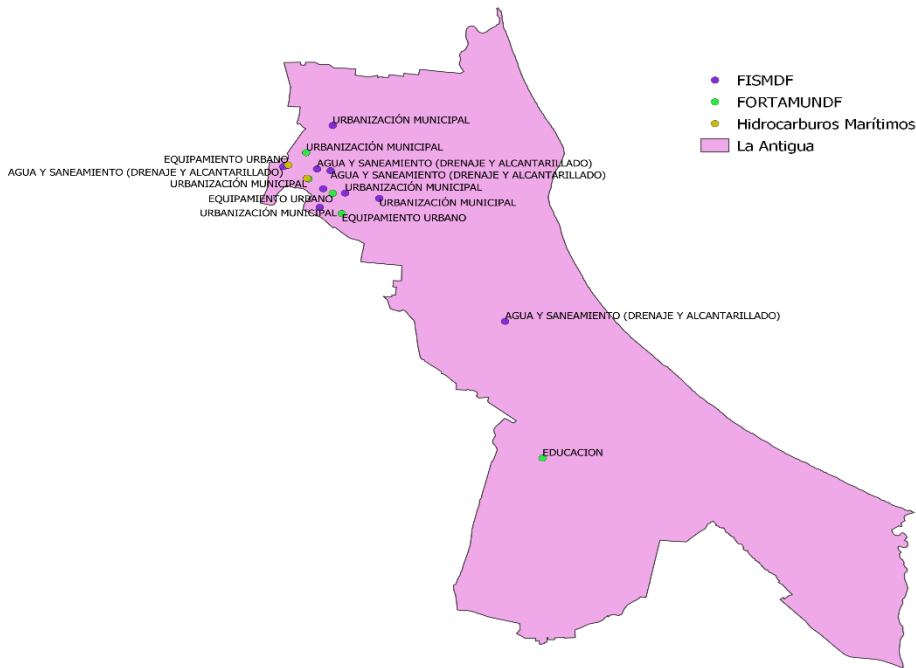 FISMDF
FORTAMUNDF
Hidrocarburos Marítimos
La Antigua
URBANIZACIÓN MUNICIPAL
URBANIZACIÓN MUNICIPAL
EQUIPAMIENTO URBANO
AGUA Y SANEAMIENTO (DRENAJE Y ALCANTARILLADO)
AGUA Y SANEAMIENTO (DRENAJE Y ALCANTARILLADO)
AGUA Y SANEAMIENTO (DRENAJE Y ALCANTARILLADO)
URBANIZACIÓN MUNICIPAL
URBANIZACIÓN MUNICIPAL
EQUIPAMIENTO URBANO
URBANIZACIÓN MUNICIPAL
URBANIZACIÓN MUNICIPAL
EQUIPAMIENTO URBANO
AGUA Y SANEAMIENTO (DRENAJE Y ALCANTARILLADO)
EDUCACION